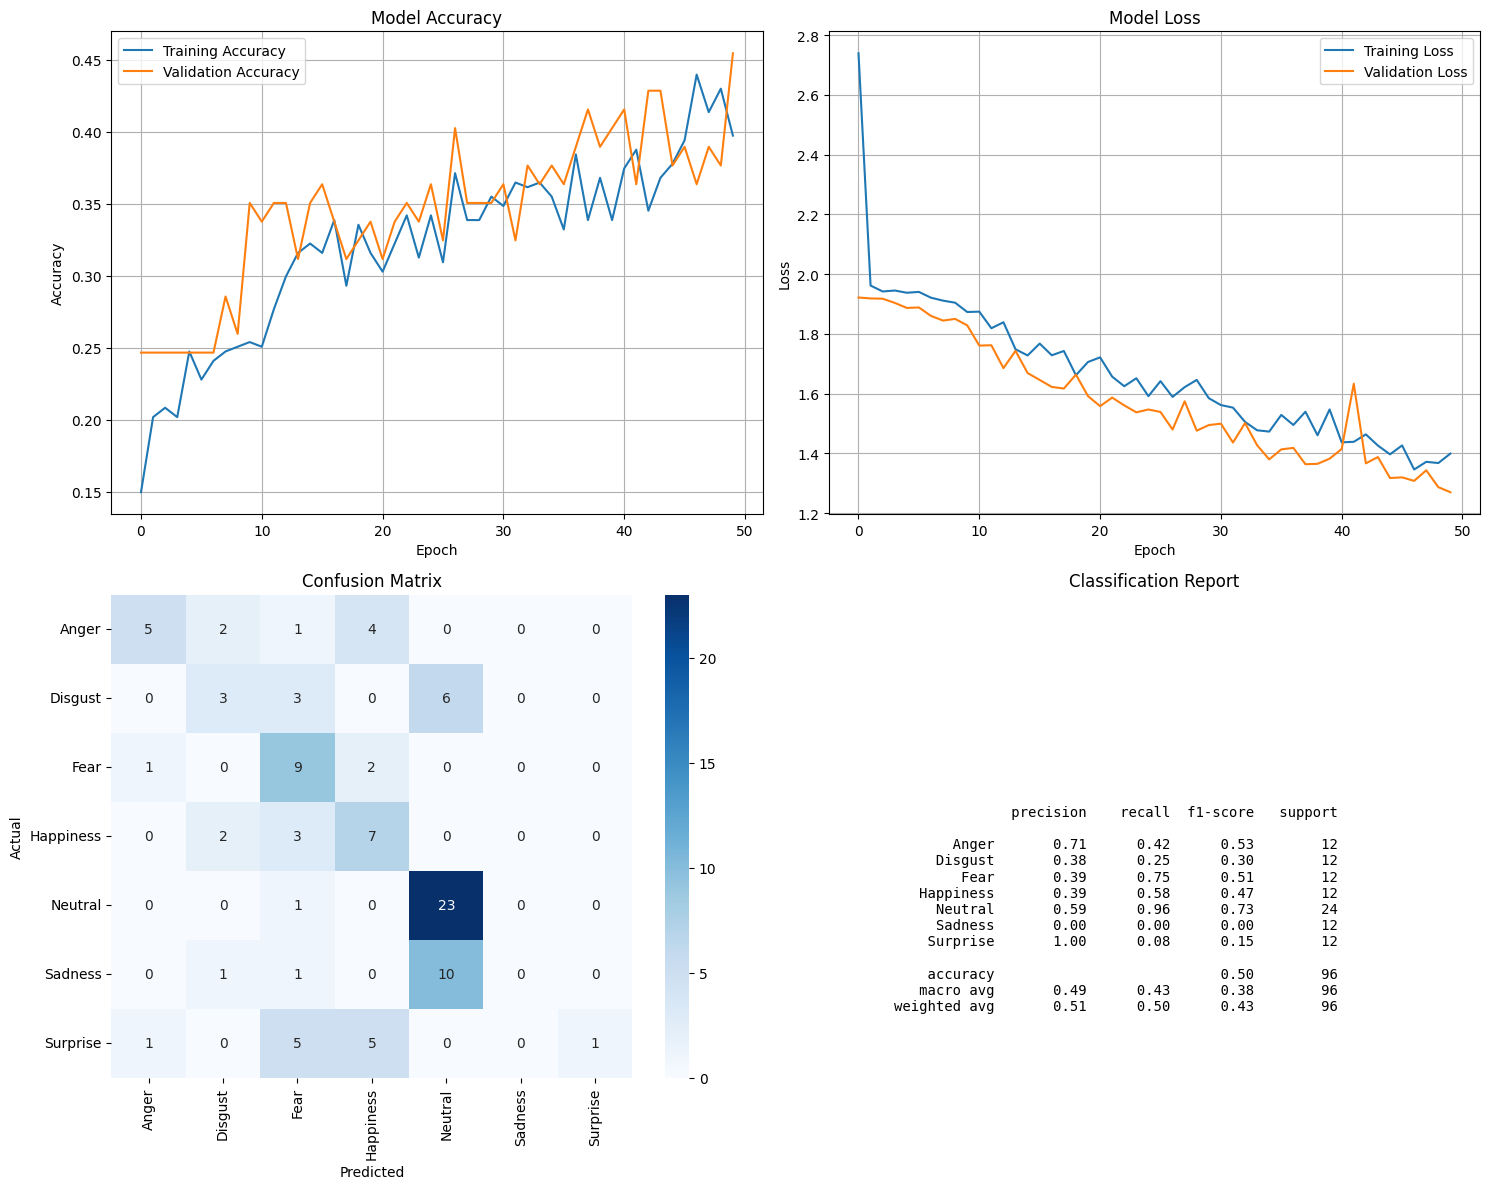 Model Accuracy
Training Accuracy
Validation Accuracy
0.45
0.40
0.35
0.30
0.25
0.20
0.15
Accuracy
0 10 20 30 40 50
Epoch
Model Loss
Training Loss
Validation Loss
2.8
2.6
2.4
2.2
2.0
1.8
1.6
1.4
1.2
Loss
0 10 20 30 40 50
Epoch
Confusion Matrix
Actual
Anger 5 2 1 4 0 0 0
Disgust 0 3 3 0 6 0 0
Fear 1 0 9 2 0 0 0
Happiness 0 2 3 7 0 0 0
Neutral 0 0 1 0 23 0 0
Sadness 0 1 1 0 10 0 0
Surprise 1 0 5 5 0 0 1
Anger Disgust Fear Happiness Neutral Sadness Surprise
Predicted
20
15
10
5
0
Classification Report
precision recall f1-score support
Anger 0.71 0.42 0.53 12
Disgust 0.38 0.25 0.30 12
Fear 0.39 0.75 0.51 12
Happiness 0.39 0.58 0.47 12
Neutral 0.59 0.96 0.73 24
Sadness 0.00 0.00 0.00 12
Surprise 1.00 0.08 0.15 12
accuracy 0.50 96
macro avg 0.49 0.43 0.38 96
weighted avg 0.51 0.50 0.43 96